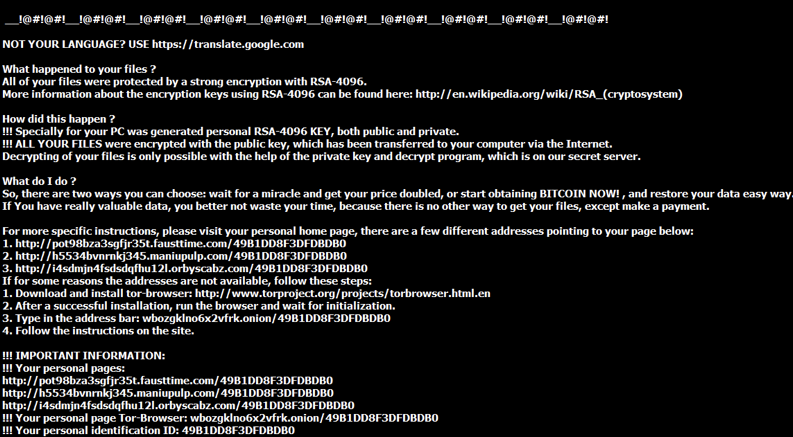 __!@#!@#!__!@#!@#!__!@#!@#!__!@#!@#!__!@#!@#!__!@#!@#!__!@#!@#!__!@#!@#!__!@#!@#!__!@#!@#!
NOT YOUR LANGUAGE? USE https://translate.google.com
What happened to your files ?
All of your files were protected by a strong encryption with RSA-4096.
More information about the encryption keys using RSA-4096 can be found here: http://en.wikipedia.org/wiki/RSA_(cryptosystem)
How did this happen ?
!!! Specially for your PC was generated personal RSA-4096 KEY, both public and private.
!!! ALL YOUR FILES were encrypted with the public key, which has been transferred to your computer via the Internet.
Decrypting of your files is only possible with the help of the private key and decrypt program, which is on our secret server.
What do I do ?
So, there are two ways you can choose: wait for a miracle and get your price doubled, or start obtaining BITCOIN NOW! , and restore your data easy way.
If You have really valuable data, you better not waste your time, because there is no other way to get your files, except make a payment.
For more specific instructions, please visit your personal home page, there are a few different addresses pointing to your page below:
1. http://pot98bza3sgfjr35t.fausttime.com/49B1DD8F3DFDBDB0
2. http://h5534bvnrnkj345.maniupulp.com/49B1DD8F3DFDBDB0
3. http://i4sdmjn4fsdsdqfhu12l.orbyscabz.com/49B1DD8F3DFDBDB0
If for some reasons the addresses are not available, follow these steps:
1. Download and install tor-browser: http://www.torproject.org/projects/torbrowser.html.en
2. After a successful installation, run the browser and wait for initialization.
3. Type in the address bar: wbozgklno6x2vfrk.onion/49B1DD8F3DFDBDB0
4. Follow the instructions on the site.
!!! IMPORTANT INFORMATION:
!!! Your personal pages:
http://pot98bza3sgfjr35t.fausttime.com/49B1DD8F3DFDBDB0
http://h5534bvnrnkj345.maniupulp.com/49B1DD8F3DFDBDB0
http://i4sdmjn4fsdsdqfhu12l.orbyscabz.com/49B1DD8F3DFDBDB0
!!! Your personal page Tor-Browser: wbozgklno6x2vfrk.onion/49B1DD8F3DFDBDB0
!!! Your personal identification ID: 49B1DD8F3DFDBDB0